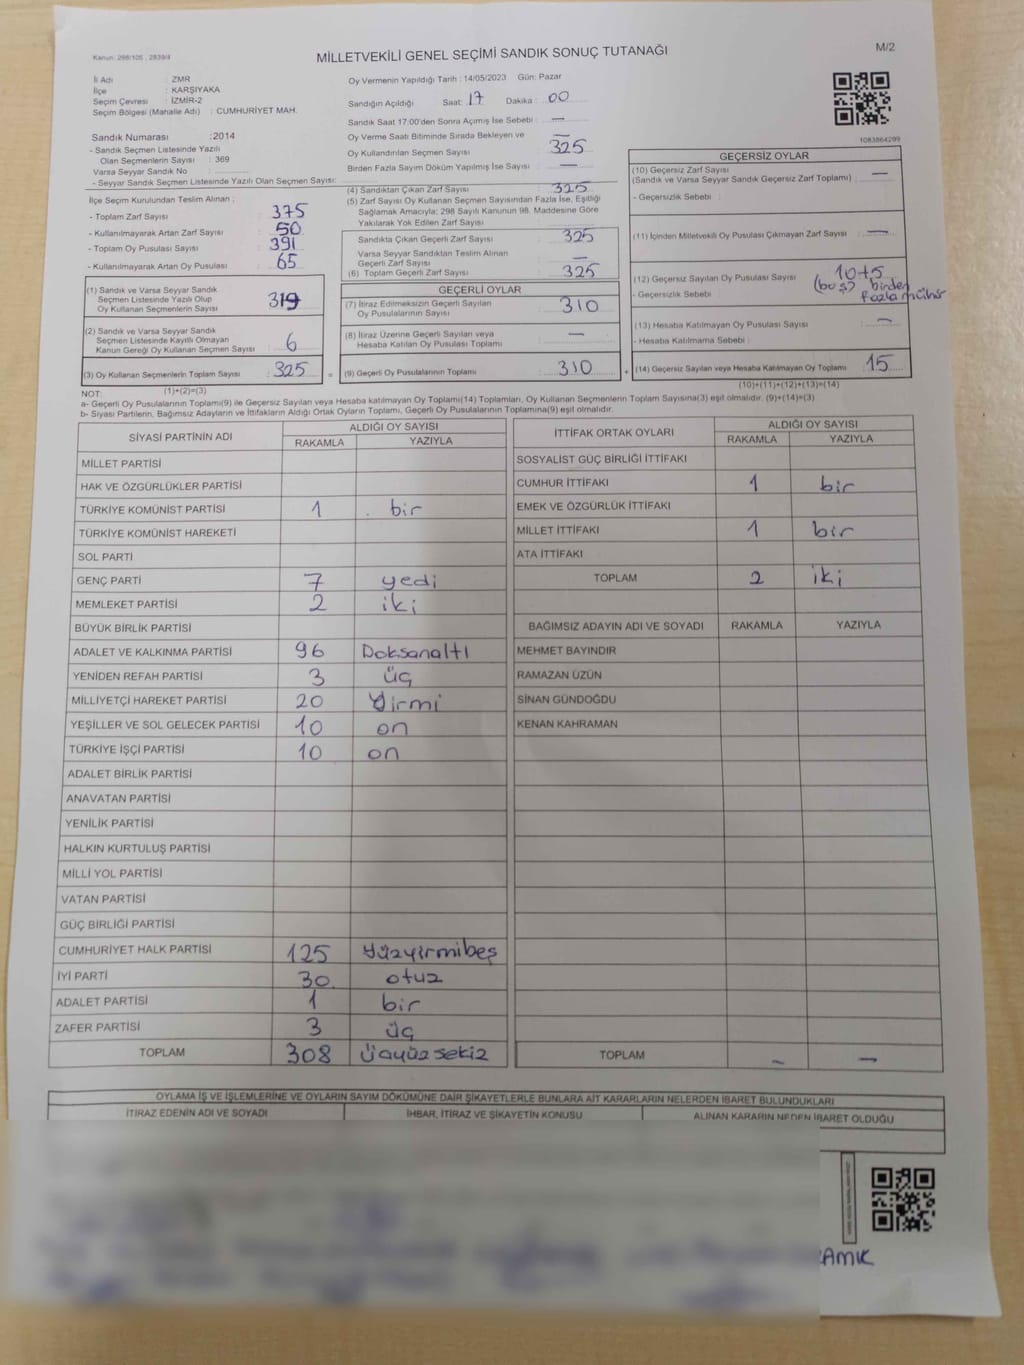 Kanun: 298/105 , 2839/4
MİLLETVEKİLİ GENEL SEÇİMİ SANDIK SONUÇ TUTANAĞI
M/2
İl Adı : ZMR
İlçe : KARŞIYAKA
Seçim Çevresi : İZMİR-2
Seçim Bölgesi (Mahalle Adı) : CUMHURİYET MAH.
Sandık Numarası :2014
- Sandık Seçmen Listesinde Yazılı
Olan Seçmenlerin Sayısı : 369
Varsa Seyyar Sandık No :
- Seyyar Sandık Seçmen Listesinde Yazılı Olan Seçmen Sayısı:
Oy Vermenin Yapıldığı Tarih : 14/05/2023 Gün: Pazar
Sandığın Açıldığı Saat: 17 Dakika : 00
Sandık Saat 17:00'den Sonra Açımış İse Sebebi : —
Oy Verme Saati Bitiminde Sırada Bekleyen ve —
Oy Kullandırılan Seçmen Sayısı : 325
Birden Fazla Sayım Döküm Yapılmış İse Sayısı : —
1083864299
İlçe Seçim Kurulundan Teslim Alınan ;
- Toplam Zarf Sayısı : 375
- Kullanılmayarak Artan Zarf Sayısı : 50
- Toplam Oy Pusulası Sayısı : 391
- Kullanılmayarak Artan Oy Pusulası : 65
(1) Sandık ve Varsa Seyyar Sandık
Seçmen Listesinde Yazılı Olup
Oy Kullanan Seçmenlerin Sayısı : 319
(2) Sandık ve Varsa Seyyar Sandık
Seçmen Listesinde Kayıtlı Olmayan
Kanun Gereği Oy Kullanan Seçmen Sayısı : 6
(3) Oy Kullanan Seçmenlerin Toplam Sayısı : 325
(1)+(2)=(3)
(4) Sandıktan Çıkan Zarf Sayısı : 325
(5) Zarf Sayısı Oy Kullanan Seçmen Sayısından Fazla İse, Eşitliği
Sağlamak Amacıyla; 298 Sayılı Kanunun 98. Maddesine Göre
Yakılarak Yok Edilen Zarf Sayısı :
Sandıkta Çıkan Geçerli Zarf Sayısı : 325
Varsa Seyyar Sandıktan Teslim Alınan
Geçerli Zarf Sayısı : —
(6) Toplam Geçerli Zarf Sayısı : 325
GEÇERLİ OYLAR
(7) İtiraz Edilmeksizin Geçerli Sayılan
Oy Pusulalarının Sayısı : 310
(8) İtiraz Üzerine Geçerli Sayılan veya
Hesaba Katılan Oy Pusulası Toplamı : —
= (9) Geçerli Oy Pusulalarının Toplamı : 310 +
GEÇERSİZ OYLAR
(10) Geçersiz Zarf Sayısı
(Sandık ve Varsa Seyyar Sandık Geçersiz Zarf Toplamı) : —
- Geçersizlik Sebebi :
(11) İçinden Milletvekili Oy Pusulası Çıkmayan Zarf Sayısı : —
(12) Geçersiz Sayılan Oy Pusulası Sayısı : 10+5
- Geçersizlik Sebebi : (boş) birden
fazla mühür
(13) Hesaba Katılmayan Oy Pusulası Sayısı : —
- Hesaba Katılmama Sebebi :
(14) Geçersiz Sayılan veya Hesaba Katılmayan Oy Toplamı : 15
(10)+(11)+(12)+(13)=(14)
NOT:
a- Geçerli Oy Pusulalarının Toplamı(9) ile Geçersiz Sayılan veya Hesaba katılmayan Oy Toplamı(14) Toplamları, Oy Kullanan Seçmenlerin Toplam Sayısına(3) eşit olmalıdır. (9)+(14)=(3)
b- Siyasi Partilerin, Bağımsız Adayların ve İttifakların Aldığı Ortak Oyların Toplamı, Geçerli Oy Pusulalarının Toplamına(9) eşit olmalıdır.
SİYASİ PARTİNİN ADI ALDIĞI OY SAYISI
RAKAMLA YAZIYLA
MİLLET PARTİSİ
HAK VE ÖZGÜRLÜKLER PARTİSİ
TÜRKİYE KOMÜNİST PARTİSİ 1 bir
TÜRKİYE KOMÜNİST HAREKETİ
SOL PARTİ
GENÇ PARTİ 7 yedi
MEMLEKET PARTİSİ 2 iki
BÜYÜK BİRLİK PARTİSİ
ADALET VE KALKINMA PARTİSİ 96 Doksanaltı
YENİDEN REFAH PARTİSİ 3 üç
MİLLİYETÇİ HAREKET PARTİSİ 20 Yirmi
YEŞİLLER VE SOL GELECEK PARTİSİ 10 on
TÜRKİYE İŞÇİ PARTİSİ 10 on
ADALET BİRLİK PARTİSİ
ANAVATAN PARTİSİ
YENİLİK PARTİSİ
HALKIN KURTULUŞ PARTİSİ
MİLLİ YOL PARTİSİ
VATAN PARTİSİ
GÜÇ BİRLİĞİ PARTİSİ
CUMHURİYET HALK PARTİSİ 125 Yüzyirmibeş
İYİ PARTİ 30 otuz
ADALET PARTİSİ 1 bir
ZAFER PARTİSİ 3 üç
TOPLAM 308 Üçyüzsekiz
İTTİFAK ORTAK OYLARI ALDIĞI OY SAYISI
RAKAMLA YAZIYLA
SOSYALİST GÜÇ BİRLİĞİ İTTİFAKI
CUMHUR İTTİFAKI 1 bir
EMEK VE ÖZGÜRLÜK İTTİFAKI
MİLLET İTTİFAKI 1 bir
ATA İTTİFAKI
TOPLAM 2 iki
BAĞIMSIZ ADAYIN ADI VE SOYADI RAKAMLA YAZIYLA
MEHMET BAYINDIR
RAMAZAN ÜZÜN
SİNAN GÜNDOĞDU
KENAN KAHRAMAN
TOPLAM — —
OYLAMA İŞ VE İŞLEMLERİNE VE OYLARIN SAYIM DÖKÜMÜNE DAİR ŞİKAYETLERLE BUNLARA AİT KARARLARIN NELERDEN İBARET BULUNDUKLARI
İTİRAZ EDENİN ADI VE SOYADI İHBAR, İTİRAZ VE ŞİKAYETİN KONUSU ALINAN KARARIN NEDEN İBARET OLDUĞU